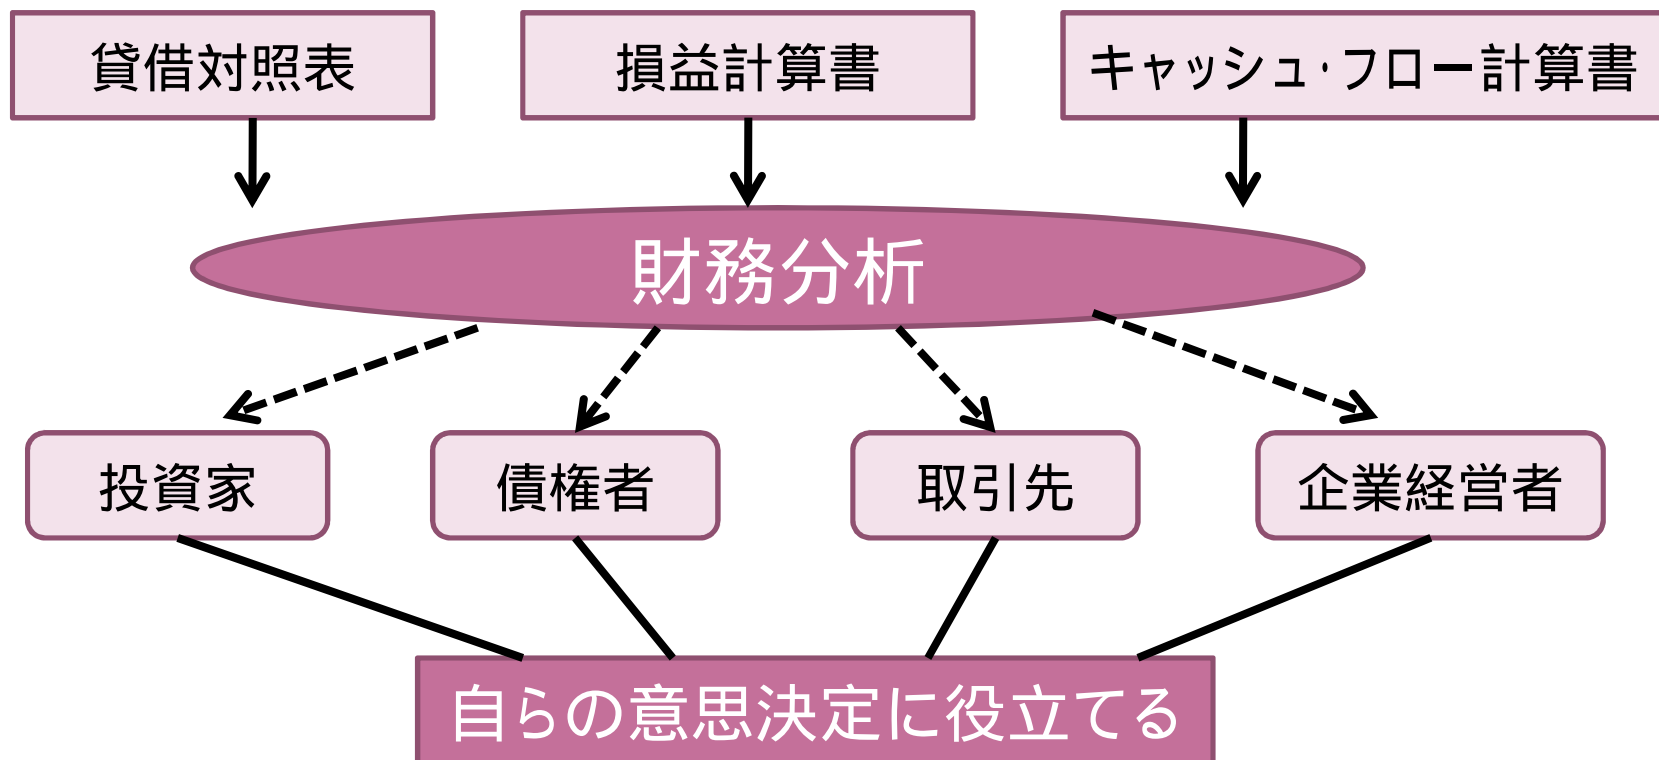 貸借対照表
損益計算書
キャッシュ・フロー計算書
財務分析
投資家
債権者
取引先
企業経営者
自らの意思決定に役立てる